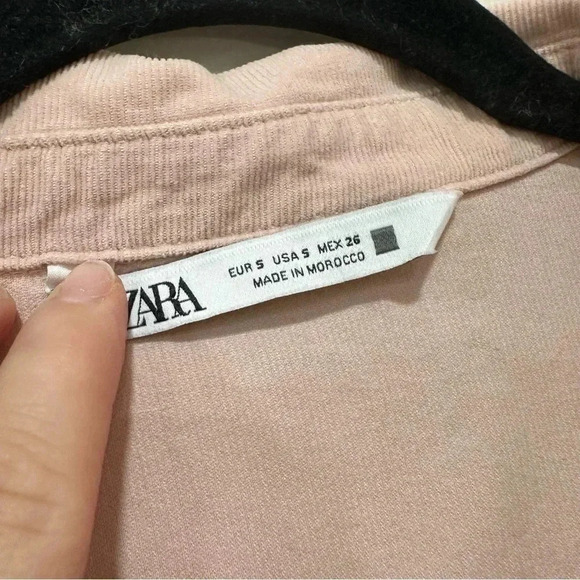 ZARA
EUR S USA S MEX 26
MADE IN MOROCCO